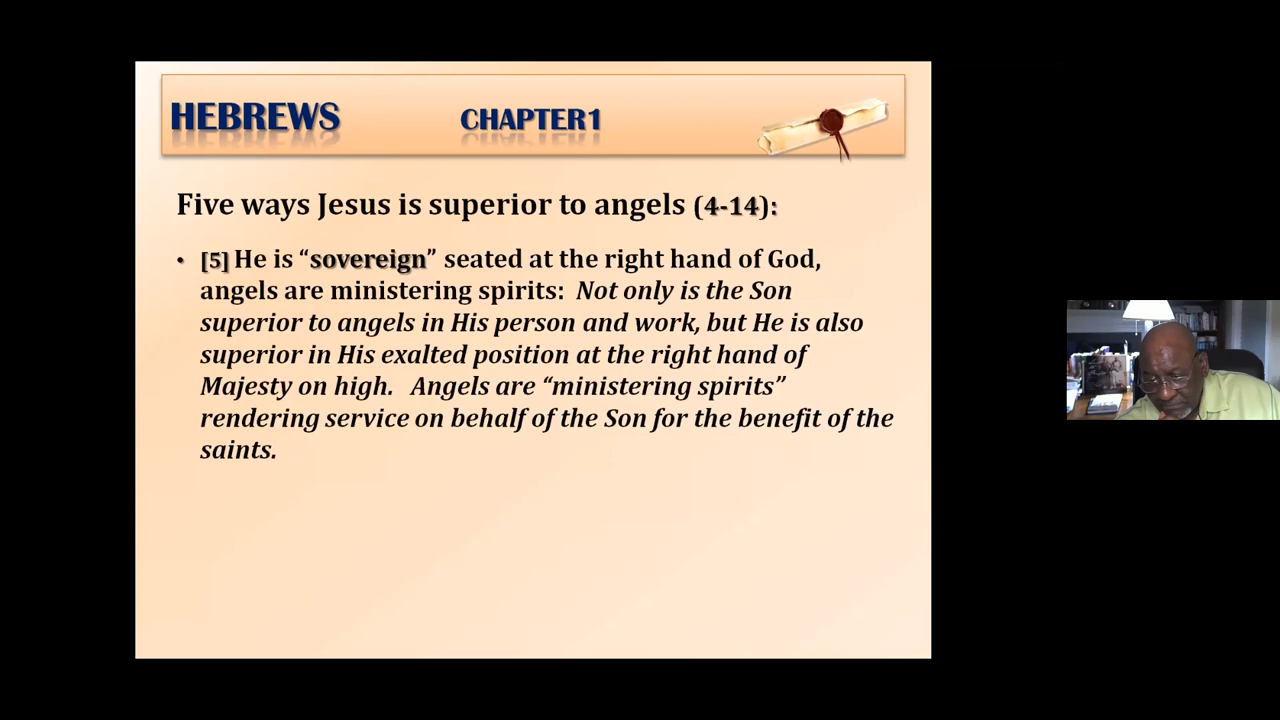 HEBREWS CHAPTER1
Five ways Jesus is superior to angels (4-14):
• [5] He is “sovereign” seated at the right hand of God,
angels are ministering spirits: Not only is the Son
superior to angels in His person and work, but He is also
superior in His exalted position at the right hand of
Majesty on high. Angels are “ministering spirits”
rendering service on behalf of the Son for the benefit of the
saints.